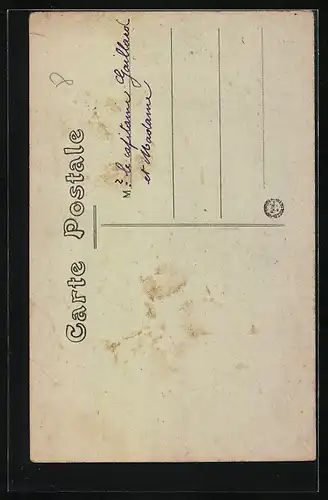 Carte Postale
M.r le capitaine Gaillard
et Madame